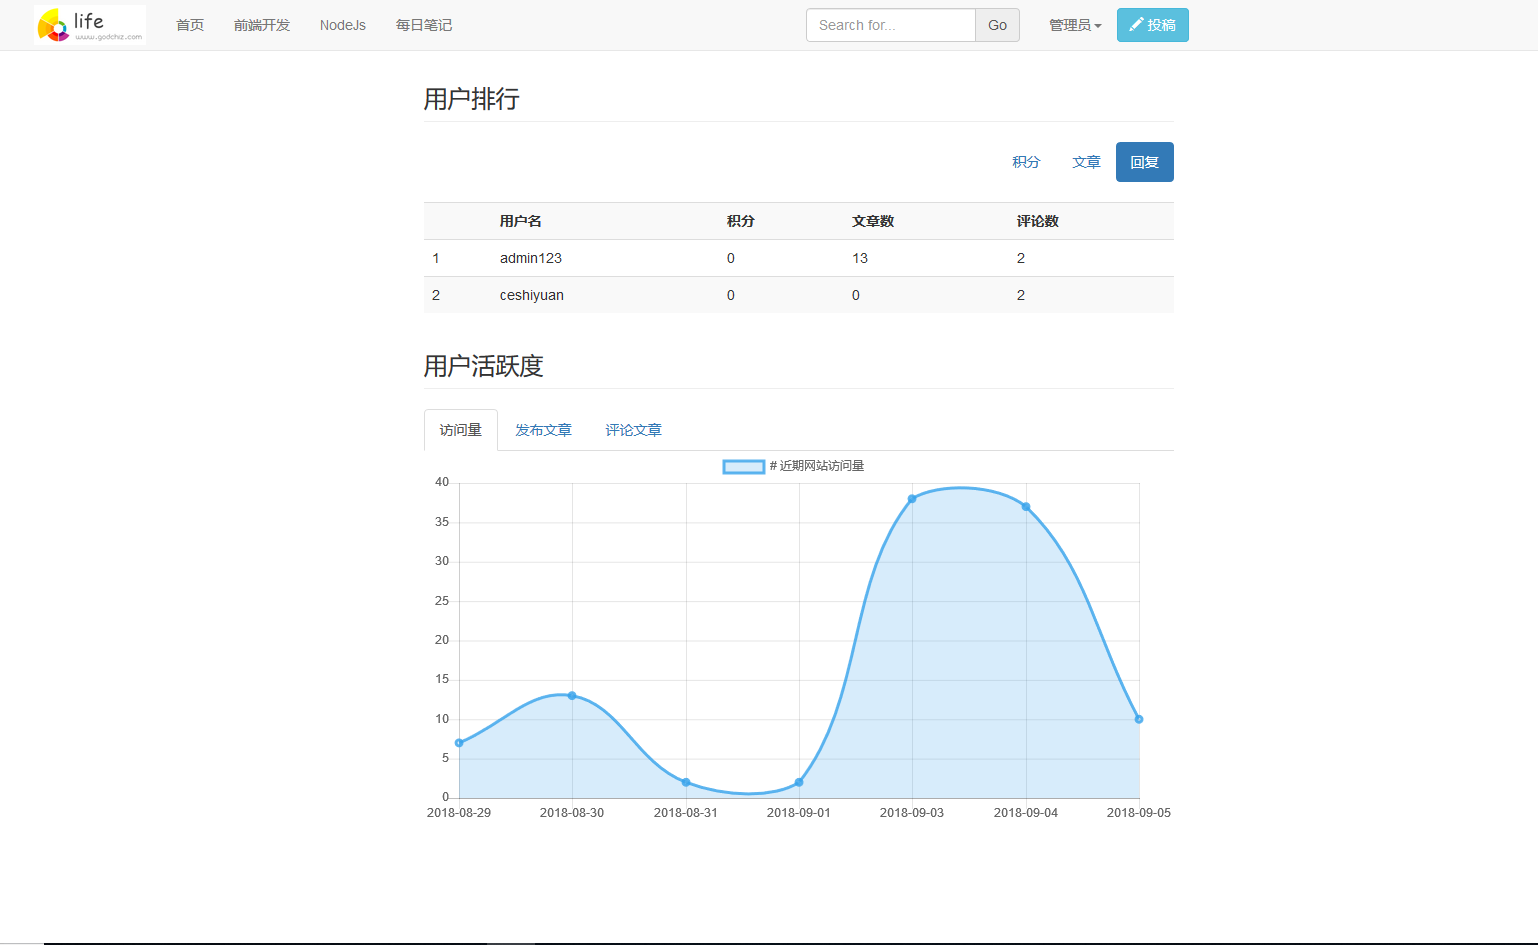 life
www.godchiz.com
首页 前端开发 NodeJs 每日笔记 Search for... Go 管理员 投稿
用户排行
积分 文章 回复
用户名 积分 文章数 评论数
1 admin123 0 13 2
2 ceshiyuan 0 0 2
用户活跃度
访问量 发布文章 评论文章
# 近期网站访问量
40
35
30
25
20
15
10
5
0
2018-08-29 2018-08-30 2018-08-31 2018-09-01 2018-09-03 2018-09-04 2018-09-05